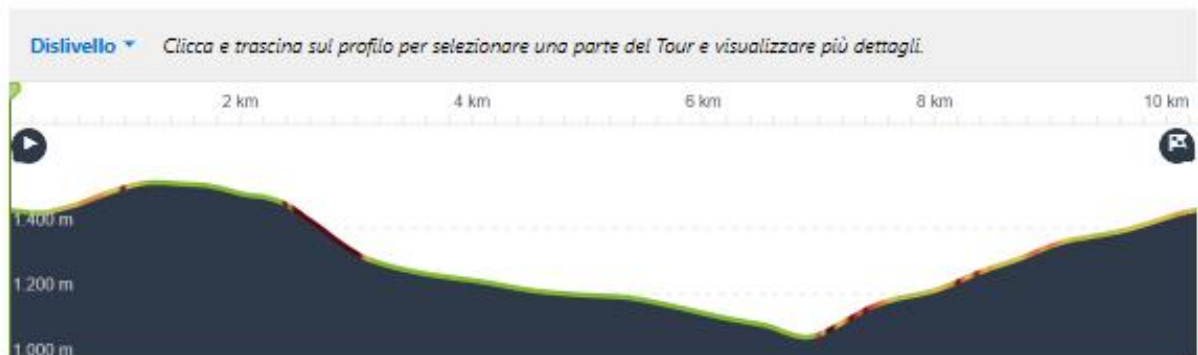 Dislivello Clicca e trascina sul profilo per selezionare una parte del Tour e visualizzare più dettagli.
2 km 4 km 6 km 8 km 10 km
1.400 m
1.200 m
1.000 m